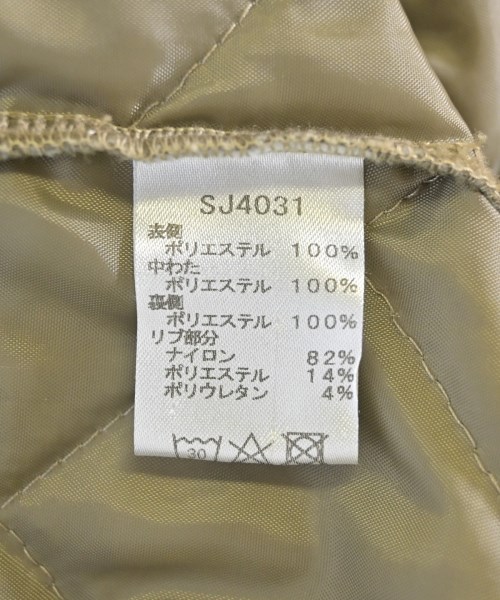 SJ4031
表側
ポリエステル 100%
中わた
ポリエステル 100%
裏側
ポリエステル 100%
リブ部分
ナイロン 82%
ポリエステル 14%
ポリウレタン 4%
30